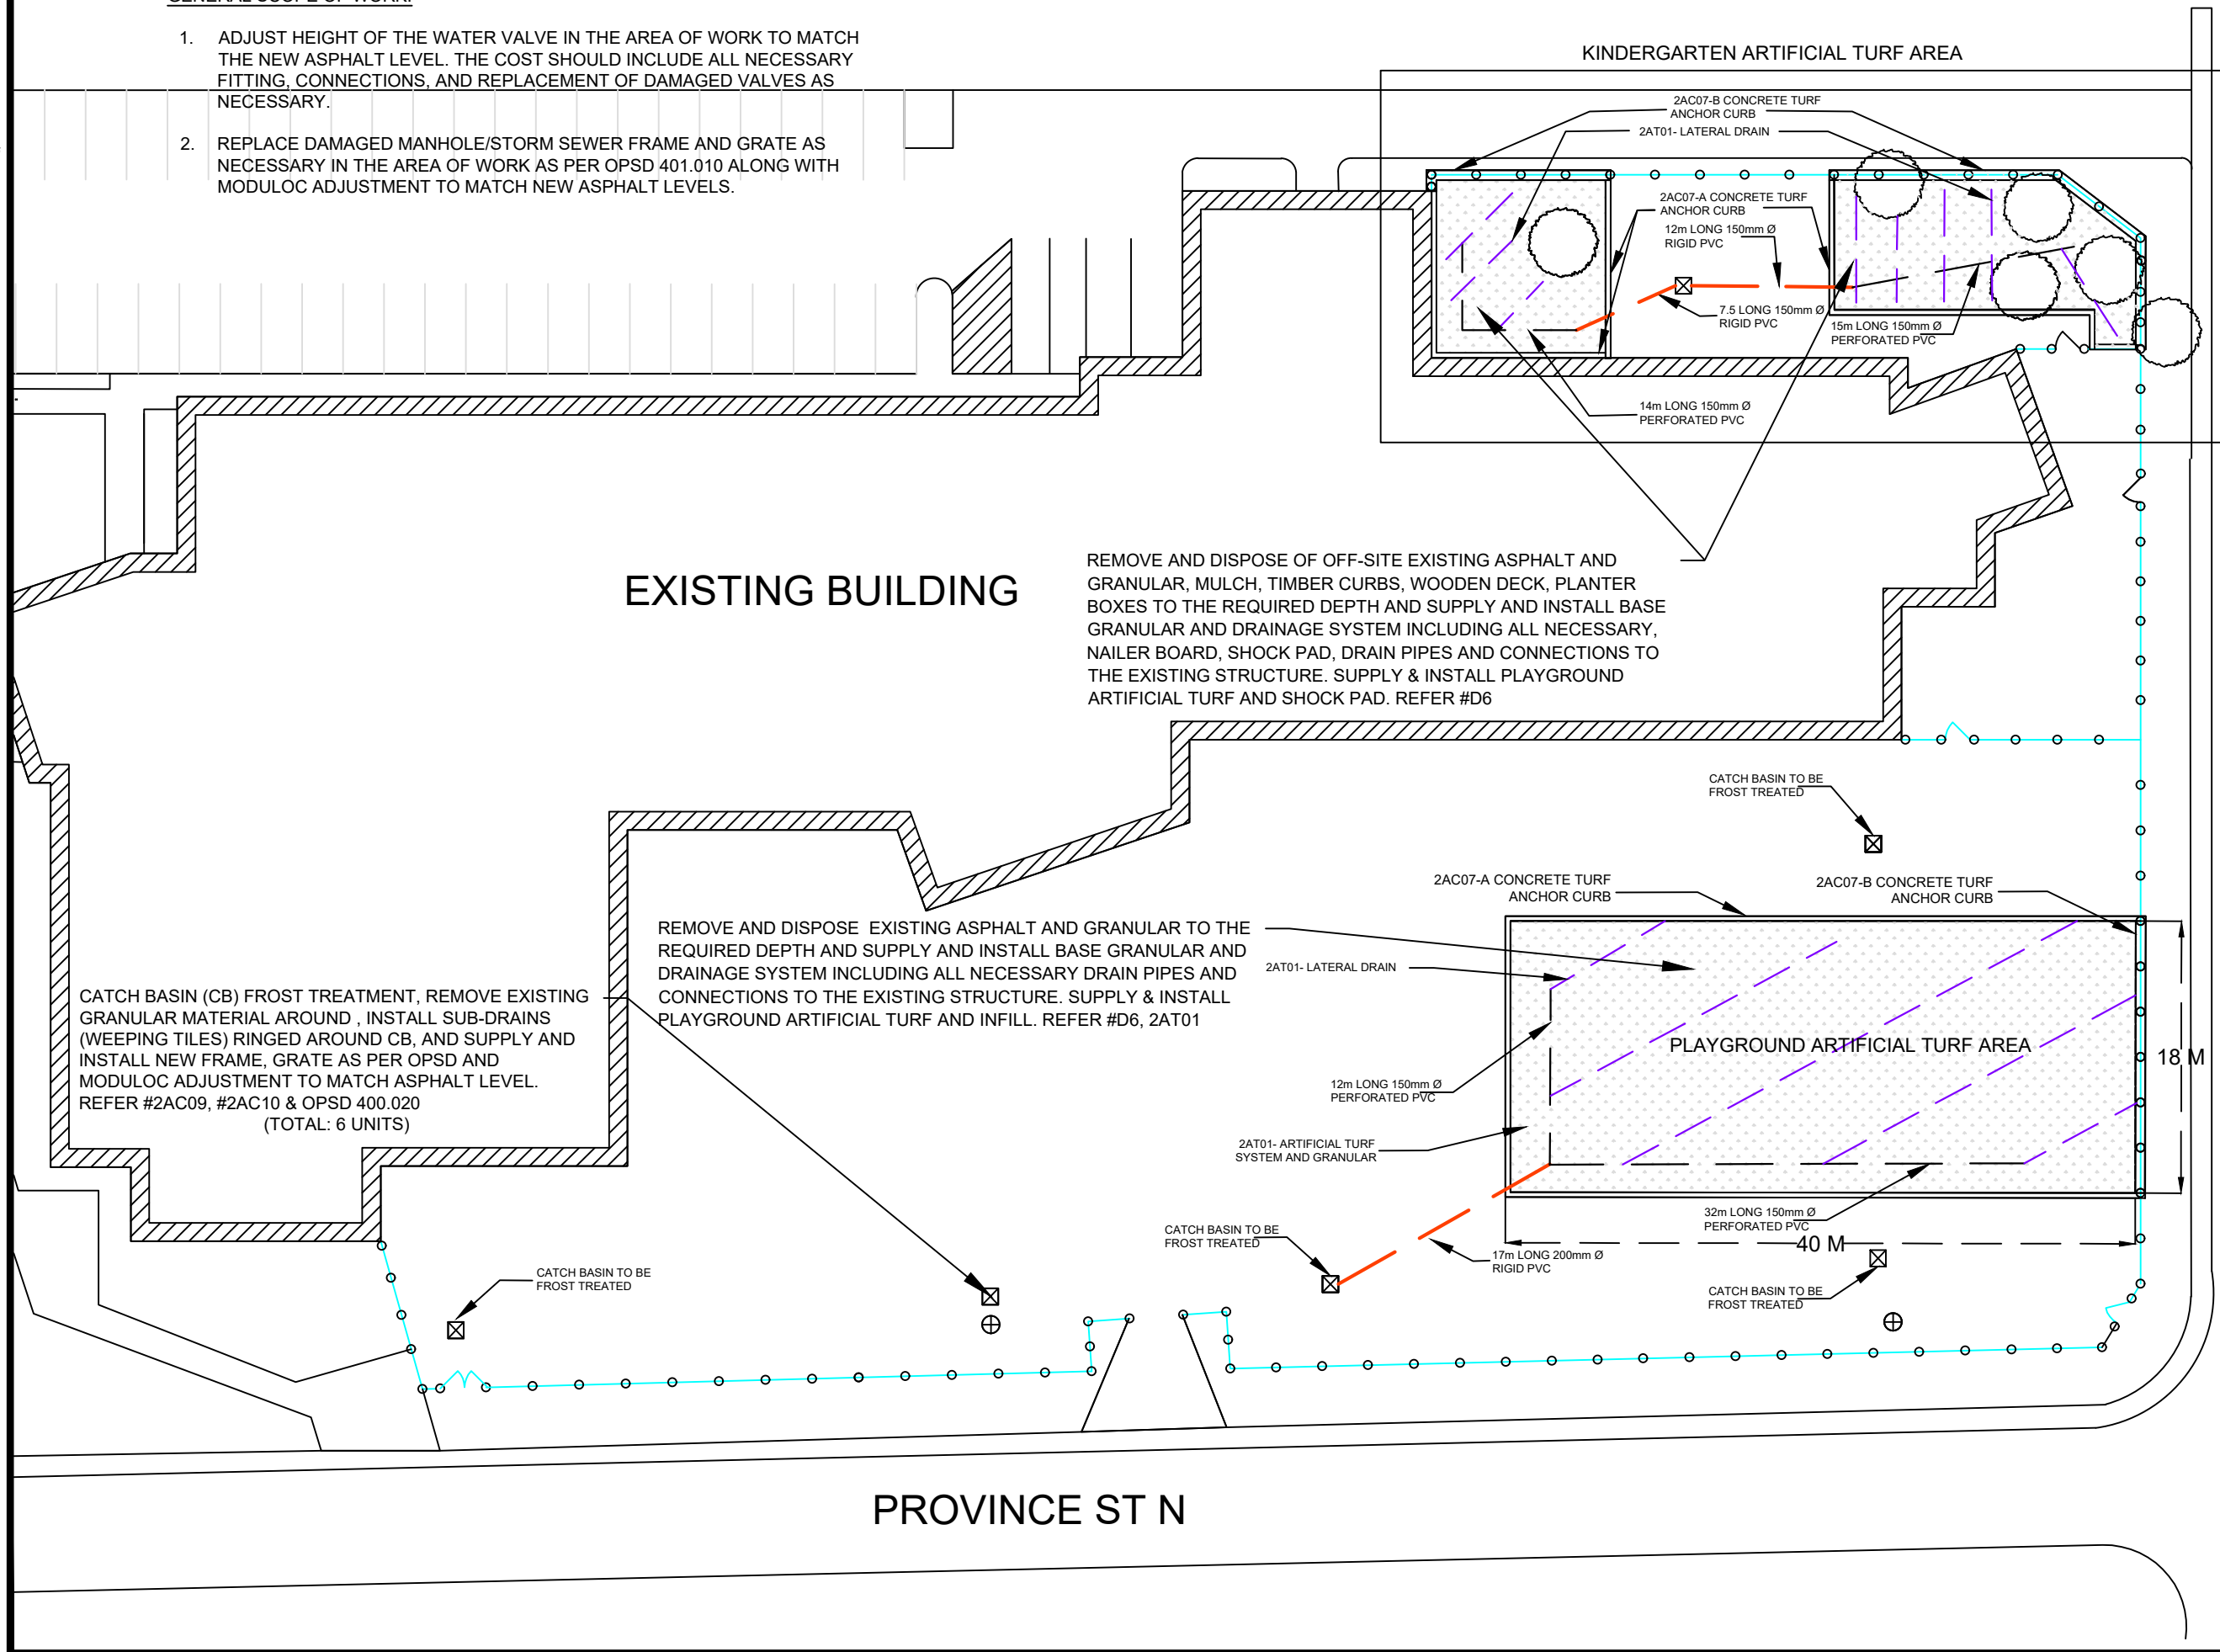 GENERAL SCOPE OF WORK:
1. ADJUST HEIGHT OF THE WATER VALVE IN THE AREA OF WORK TO MATCH
THE NEW ASPHALT LEVEL. THE COST SHOULD INCLUDE ALL NECESSARY
FITTING, CONNECTIONS, AND REPLACEMENT OF DAMAGED VALVES AS
NECESSARY.
2. REPLACE DAMAGED MANHOLE/STORM SEWER FRAME AND GRATE AS
NECESSARY IN THE AREA OF WORK AS PER OPSD 401.010 ALONG WITH
MODULOC ADJUSTMENT TO MATCH NEW ASPHALT LEVELS.
KINDERGARTEN ARTIFICIAL TURF AREA
2AC07-B CONCRETE TURF
ANCHOR CURB
2AT01- LATERAL DRAIN
2AC07-A CONCRETE TURF
ANCHOR CURB
12m LONG 150mm Ø
RIGID PVC
7.5 LONG 150mm Ø
RIGID PVC
15m LONG 150mm Ø
PERFORATED PVC
14m LONG 150mm Ø
PERFORATED PVC
EXISTING BUILDING
REMOVE AND DISPOSE OF OFF-SITE EXISTING ASPHALT AND
GRANULAR, MULCH, TIMBER CURBS, WOODEN DECK, PLANTER
BOXES TO THE REQUIRED DEPTH AND SUPPLY AND INSTALL BASE
GRANULAR AND DRAINAGE SYSTEM INCLUDING ALL NECESSARY,
NAILER BOARD, SHOCK PAD, DRAIN PIPES AND CONNECTIONS TO
THE EXISTING STRUCTURE. SUPPLY & INSTALL PLAYGROUND
ARTIFICIAL TURF AND SHOCK PAD. REFER #D6
CATCH BASIN TO BE
FROST TREATED
2AC07-A CONCRETE TURF
ANCHOR CURB
2AC07-B CONCRETE TURF
ANCHOR CURB
REMOVE AND DISPOSE EXISTING ASPHALT AND GRANULAR TO THE
REQUIRED DEPTH AND SUPPLY AND INSTALL BASE GRANULAR AND
DRAINAGE SYSTEM INCLUDING ALL NECESSARY DRAIN PIPES AND
CONNECTIONS TO THE EXISTING STRUCTURE. SUPPLY & INSTALL
PLAYGROUND ARTIFICIAL TURF AND INFILL. REFER #D6, 2AT01
2AT01- LATERAL DRAIN
CATCH BASIN (CB) FROST TREATMENT, REMOVE EXISTING
GRANULAR MATERIAL AROUND , INSTALL SUB-DRAINS
(WEEPING TILES) RINGED AROUND CB, AND SUPPLY AND
INSTALL NEW FRAME, GRATE AS PER OPSD AND
MODULOC ADJUSTMENT TO MATCH ASPHALT LEVEL.
REFER #2AC09, #2AC10 & OPSD 400.020
(TOTAL: 6 UNITS)
PLAYGROUND ARTIFICIAL TURF AREA
18 M
12m LONG 150mm Ø
PERFORATED PVC
2AT01- ARTIFICIAL TURF
SYSTEM AND GRANULAR
32m LONG 150mm Ø
PERFORATED PVC
40 M
CATCH BASIN TO BE
FROST TREATED
17m LONG 200mm Ø
RIGID PVC
CATCH BASIN TO BE
FROST TREATED
CATCH BASIN TO BE
FROST TREATED
PROVINCE ST N